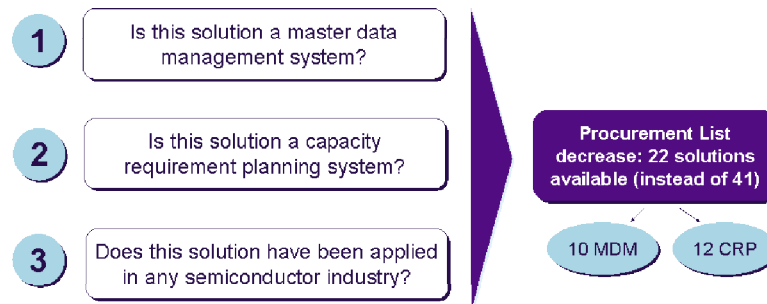 1
Is this solution a master data
management system?
2
Is this solution a capacity
requirement planning system?
3
Does this solution have been applied
in any semiconductor industry?
Procurement List
decrease: 22 solutions
available (instead of 41)
10 MDM
12 CRP